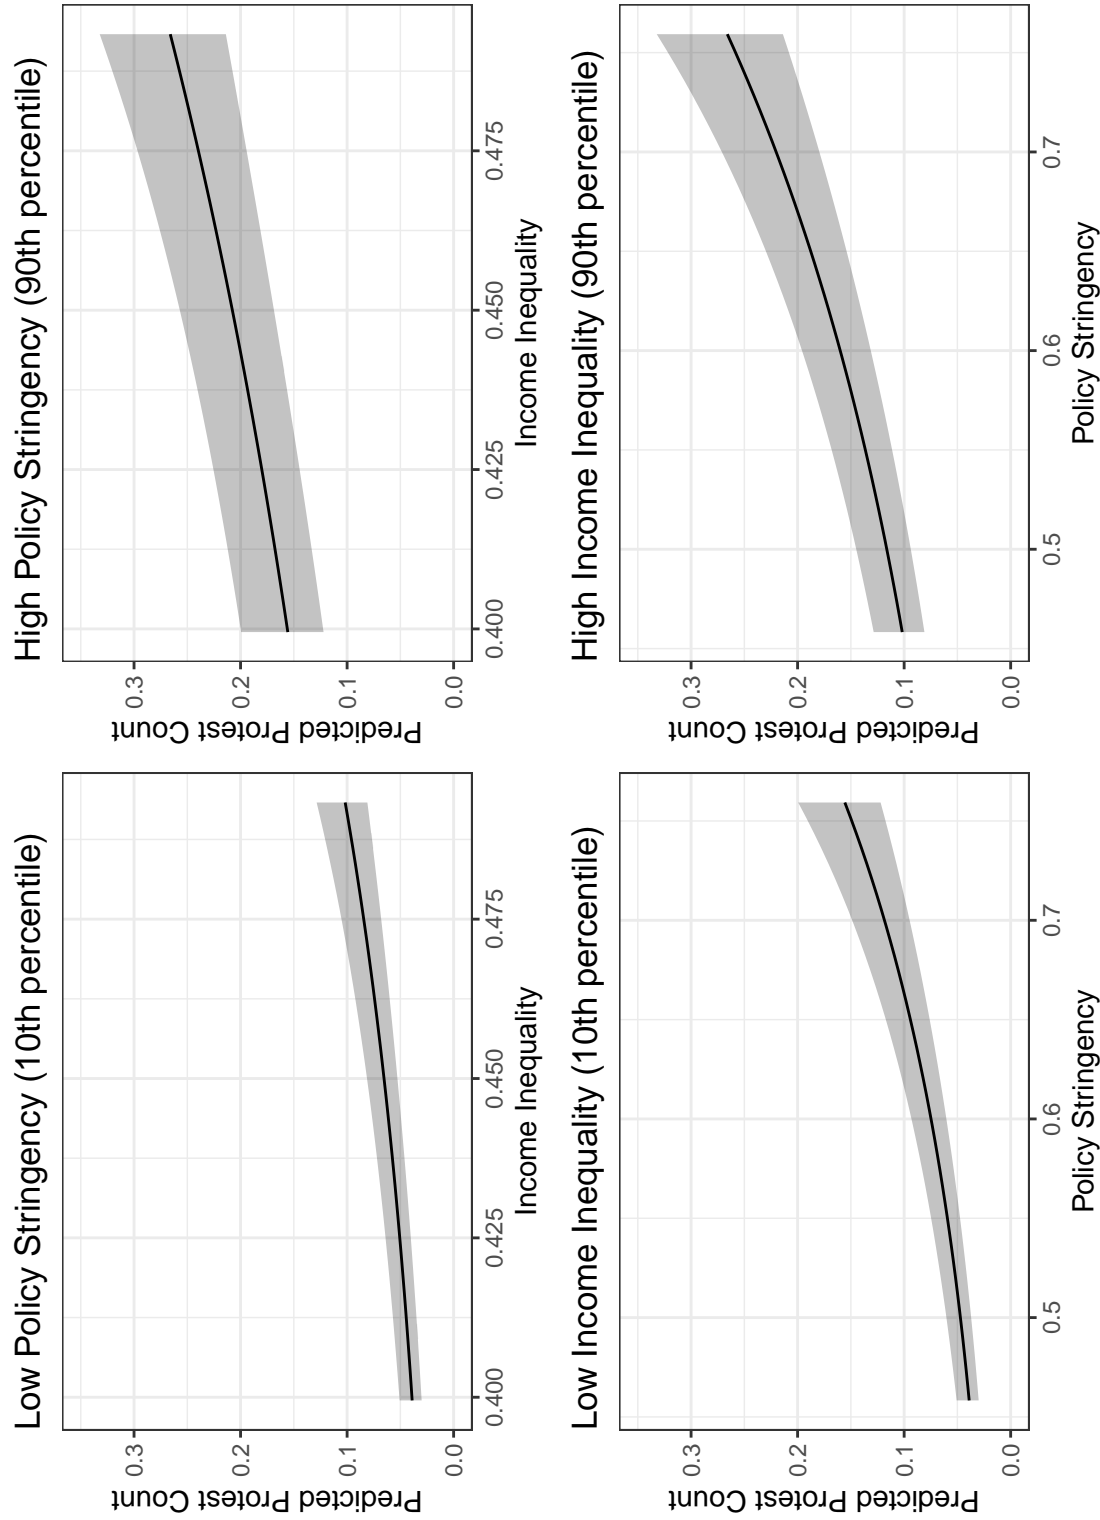 Low Policy Stringency (10th percentile)
Predicted Protest Count
0.3
0.2
0.1
0.0
0.400
0.425
0.450
0.475
Income Inequality
High Policy Stringency (90th percentile)
Predicted Protest Count
0.3
0.2
0.1
0.0
0.400
0.425
0.450
0.475
Income Inequality
Low Income Inequality (10th percentile)
Predicted Protest Count
0.3
0.2
0.1
0.0
0.5
0.6
0.7
Policy Stringency
High Income Inequality (90th percentile)
Predicted Protest Count
0.3
0.2
0.1
0.0
0.5
0.6
0.7
Policy Stringency